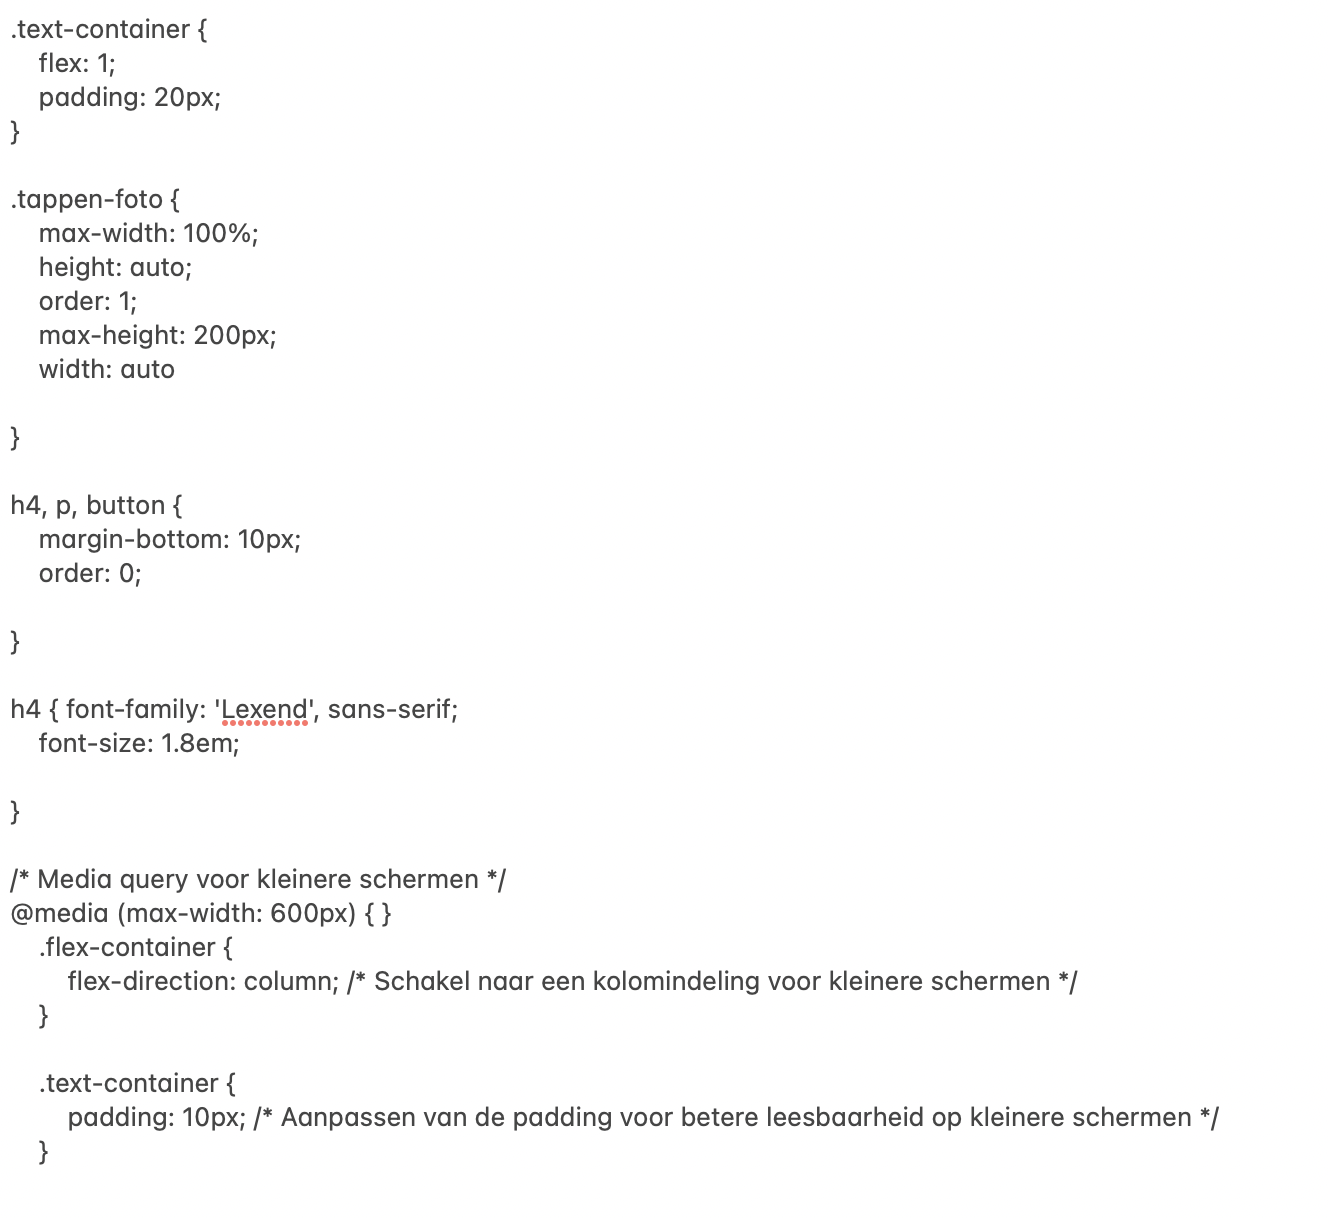 .text-container {
    flex: 1;
    padding: 20px;
}

.tappen-foto {
    max-width: 100%;
    height: auto;
    order: 1;
    max-height: 200px;
    width: auto

}

h4, p, button {
    margin-bottom: 10px;
    order: 0;

}

h4 { font-family: 'Lexend', sans-serif;
    font-size: 1.8em;

}

/* Media query voor kleinere schermen */
@media (max-width: 600px) { }
    .flex-container {
        flex-direction: column; /* Schakel naar een kolomindeling voor kleinere schermen */
    }

    .text-container {
        padding: 10px; /* Aanpassen van de padding voor betere leesbaarheid op kleinere schermen */
    }